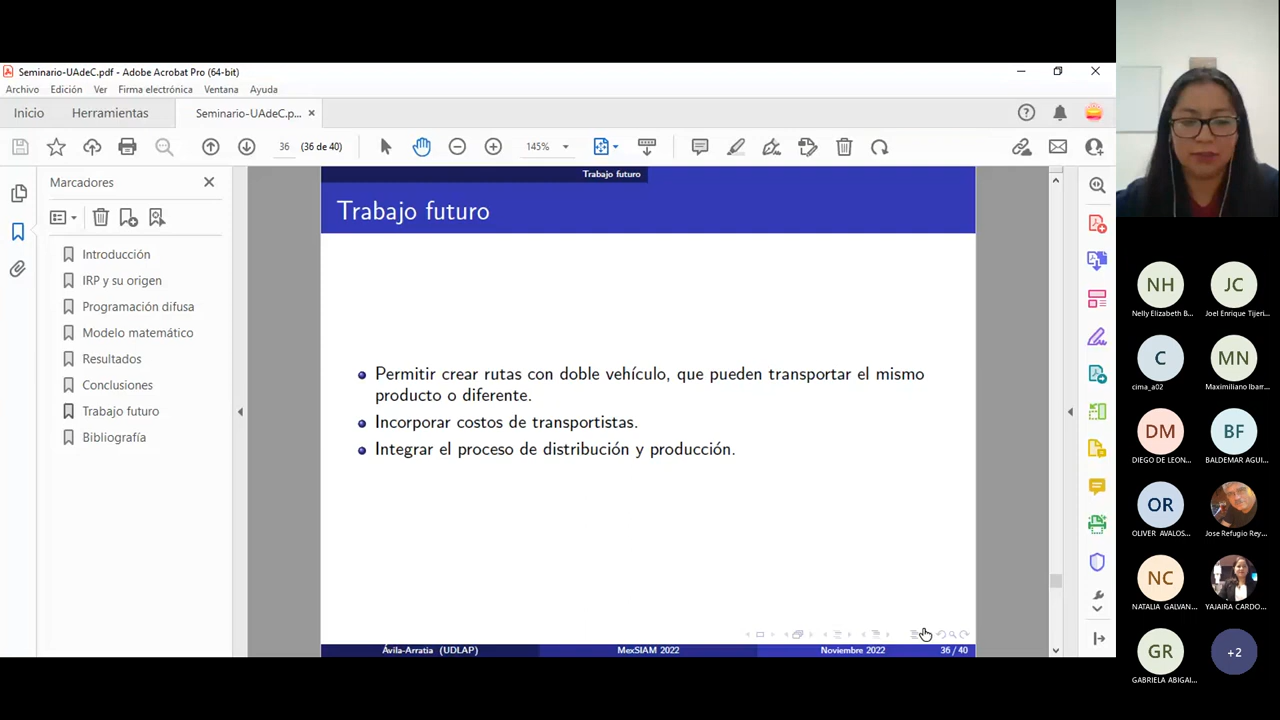 Seminario-UAdeC.pdf - Adobe Acrobat Pro (64-bit)
Archivo Edición Ver Firma electrónica Ventana Ayuda
Inicio Herramientas Seminario-UAdeC.p...
36 (36 de 40) 145%
Marcadores
Introducción
IRP y su origen
Programación difusa
Modelo matemático
Resultados
Conclusiones
Trabajo futuro
Bibliografía
Trabajo futuro
Trabajo futuro
Permitir crear rutas con doble vehículo, que pueden transportar el mismo
producto o diferente.
Incorporar costos de transportistas.
Integrar el proceso de distribución y producción.
Ávila-Arratia (UDLAP) MexSIAM 2022 Noviembre 2022 36 / 40
NH JC
Nelly Elizabeth B... Joel Enrique Tijeri...
C MN
cima_a02 Maximiliano Ibarr...
DM BF
DIEGO DE LEON... BALDEMAR AGUI...
OR
OLIVER AVALOS... Jose Refugio Rey...
NC
NATALIA GALVAN... YAJAIRA CARDO...
GR +2
GABRIELA ABIGAI...